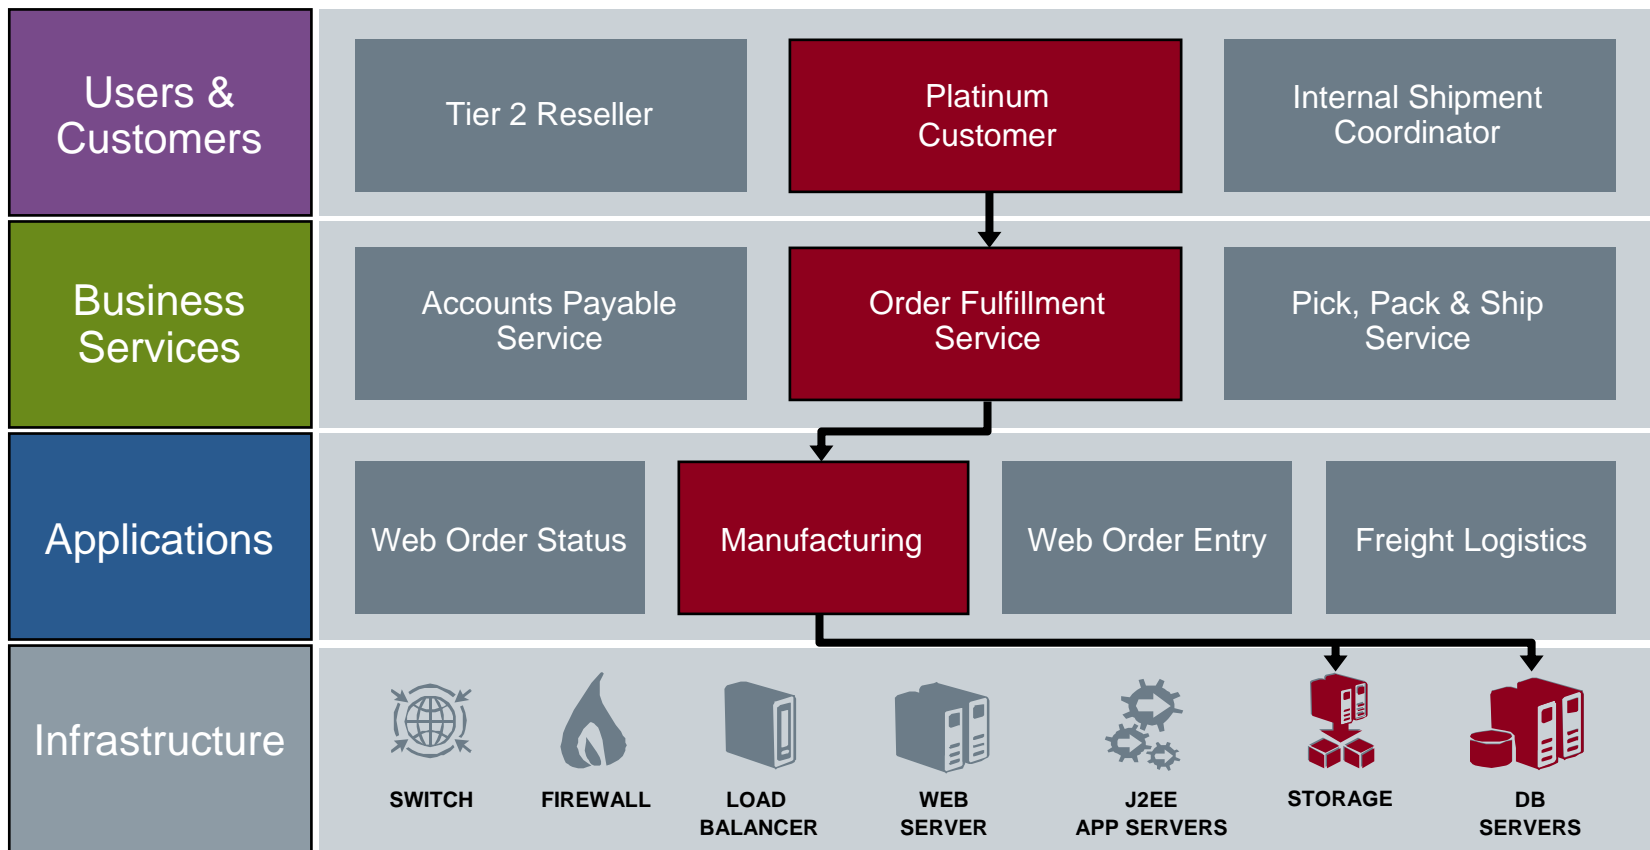 Users &
Customers
Tier 2 Reseller
Platinum
Customer
Internal Shipment
Coordinator
Business
Services
Accounts Payable
Service
Order Fulfillment
Service
Pick, Pack & Ship
Service
Applications
Web Order Status
Manufacturing
Web Order Entry
Freight Logistics
Infrastructure
SWITCH
FIREWALL
LOAD
BALANCER
WEB
SERVER
J2EE
APP SERVERS
STORAGE
DB
SERVERS